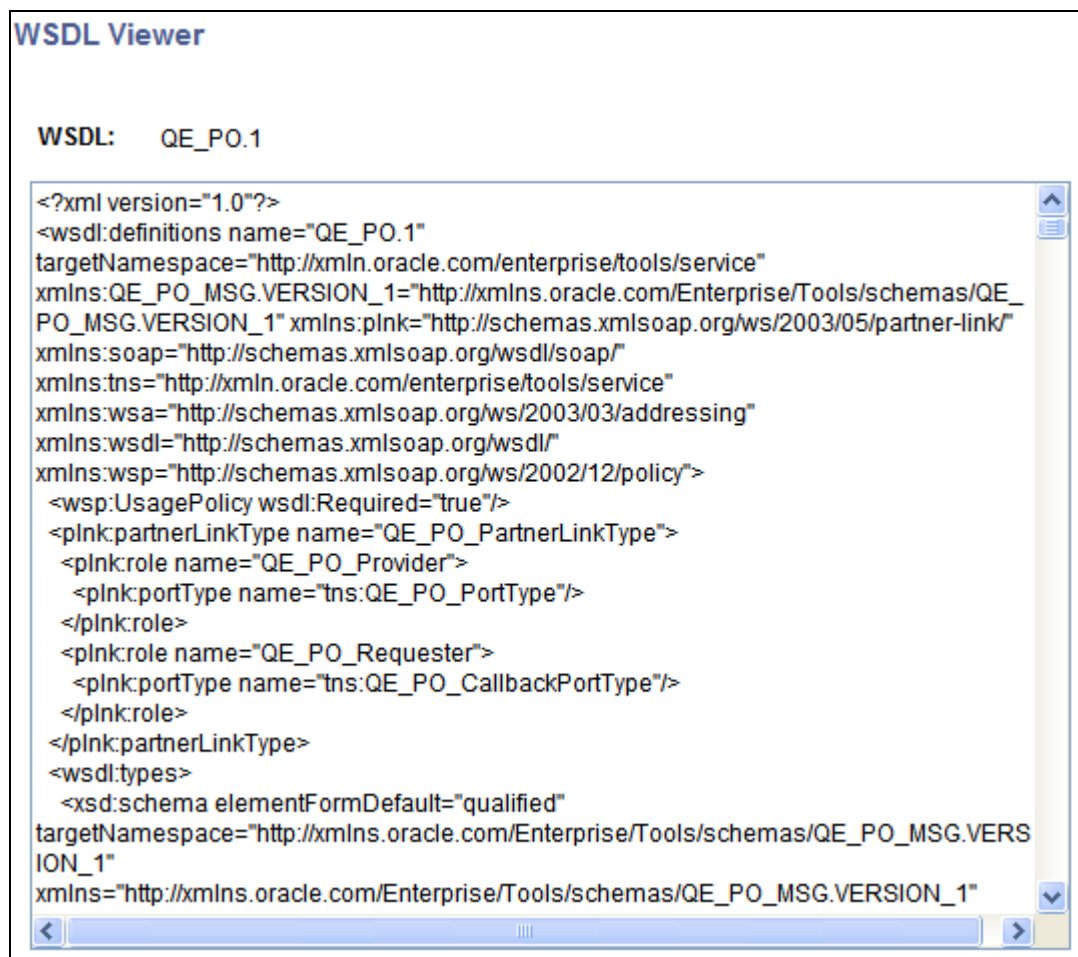 WSDL Viewer
WSDL: QE_PO.1
<?xml version="1.0"?>
<wsdl:definitions name="QE_PO.1"
targetNamespace="http://xmln.oracle.com/enterprise/tools/service"
xmlns:QE_PO_MSG.VERSION_1="http://xmlns.oracle.com/Enterprise/Tools/schemas/QE_
PO_MSG.VERSION_1" xmlns:plnk="http://schemas.xmlsoap.org/ws/2003/05/partner-link/"
xmlns:soap="http://schemas.xmlsoap.org/wsdl/soap/"
xmlns:tns="http://xmln.oracle.com/enterprise/tools/service"
xmlns:wsa="http://schemas.xmlsoap.org/ws/2003/03/addressing"
xmlns:wsdl="http://schemas.xmlsoap.org/wsdl/"
xmlns:wsp="http://schemas.xmlsoap.org/ws/2002/12/policy">
<wsp:UsagePolicy wsdl:Required="true"/>
<plnk:partnerLinkType name="QE_PO_PartnerLinkType">
<plnk:role name="QE_PO_Provider">
<plnk:portType name="tns:QE_PO_PortType"/>
</plnk:role>
<plnk:role name="QE_PO_Requester">
<plnk:portType name="tns:QE_PO_CallbackPortType"/>
</plnk:role>
</plnk:partnerLinkType>
<wsdl:types>
<xsd:schema elementFormDefault="qualified"
targetNamespace="http://xmlns.oracle.com/Enterprise/Tools/schemas/QE_PO_MSG.VERS
ION_1"
xmlns="http://xmlns.oracle.com/Enterprise/Tools/schemas/QE_PO_MSG.VERSION_1"